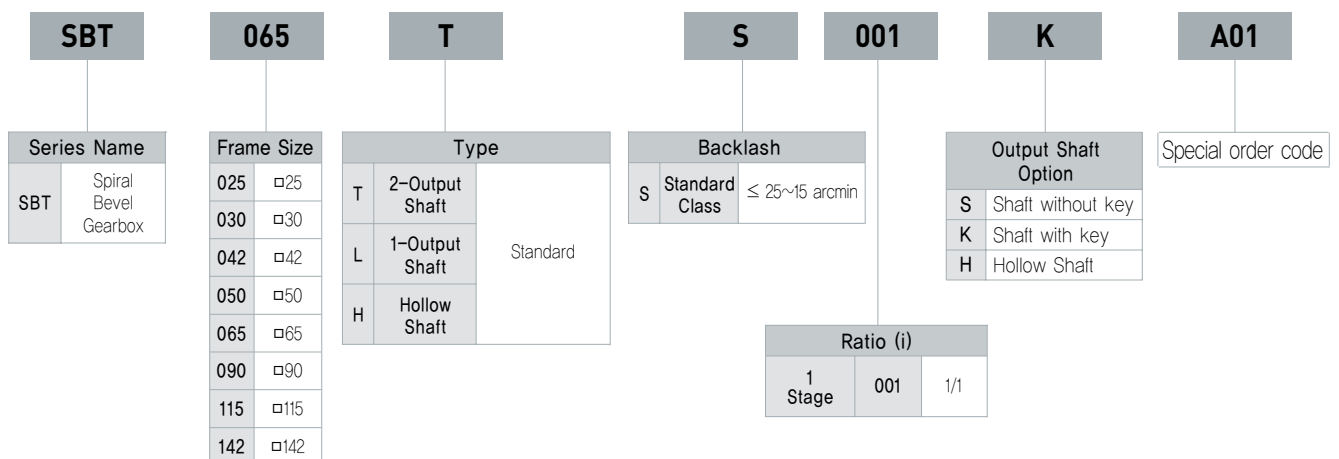 SBT 065 T S 001 K A01
Series Name
SBT Spiral
Bevel
Gearbox
Frame Size
025 □25
030 □30
042 □42
050 □50
065 □65
090 □90
115 □115
142 □142
Type
T 2-Output
Shaft
L 1-Output
Shaft
H Hollow
Shaft
Standard
Backlash
S Standard
Class
≤ 25~15 arcmin
Ratio (i)
1
Stage
001 1/1
Output Shaft
Option
S Shaft without key
K Shaft with key
H Hollow Shaft
Special order code